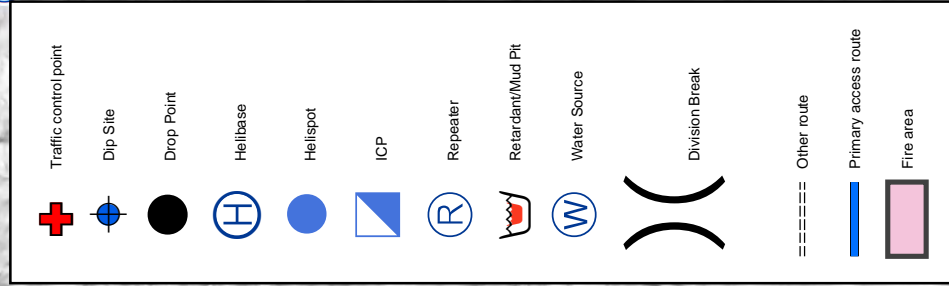 Traffic control point
Dip Site
Drop Point
Helibase
Helispot
ICP
Repeater
Retardant/Mud Pit
Water Source
Division Break
Other route
Primary access route
Fire area
H
R
W